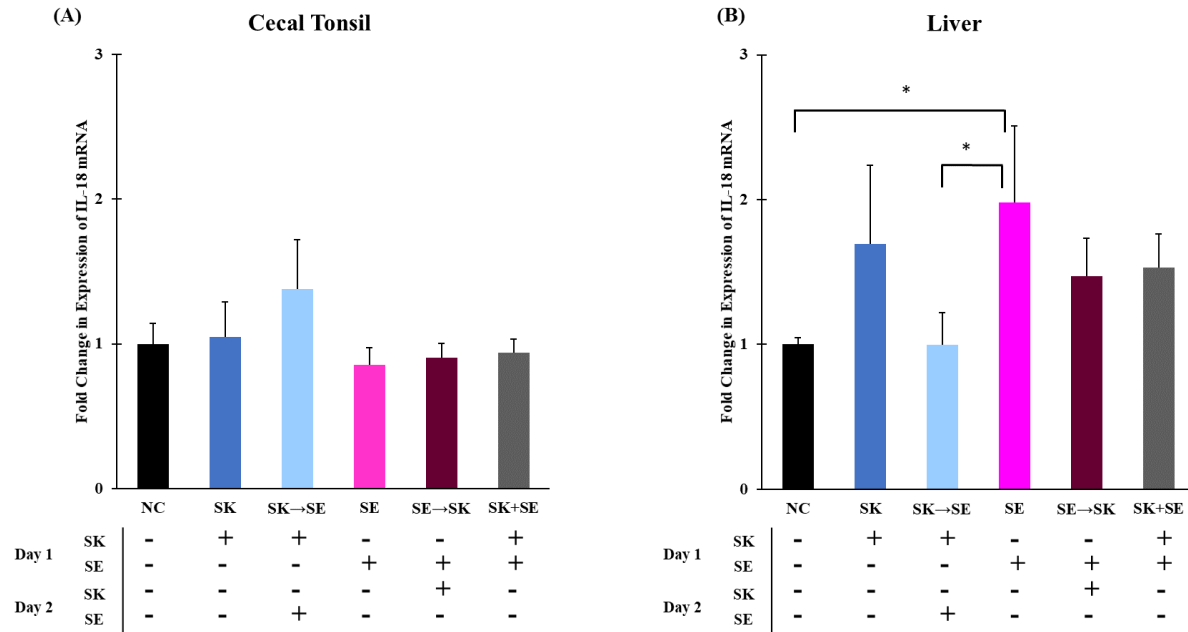 (A)
Cecal Tonsil
Fold Change in Expression of IL-18 mRNA
3
2
1
0
NC SK SK→SE SE SE→SK SK+SE
Day 1 SK - + + - - +
SE - - - + + +
Day 2 SK - - - - + -
SE - - + - - -
(B)
Liver
Fold Change in Expression of IL-18 mRNA
3
2
1
0
*
*
NC SK SK→SE SE SE→SK SK+SE
Day 1 SK - + + - - +
SE - - - + + +
Day 2 SK - - - - + -
SE - - + - - -